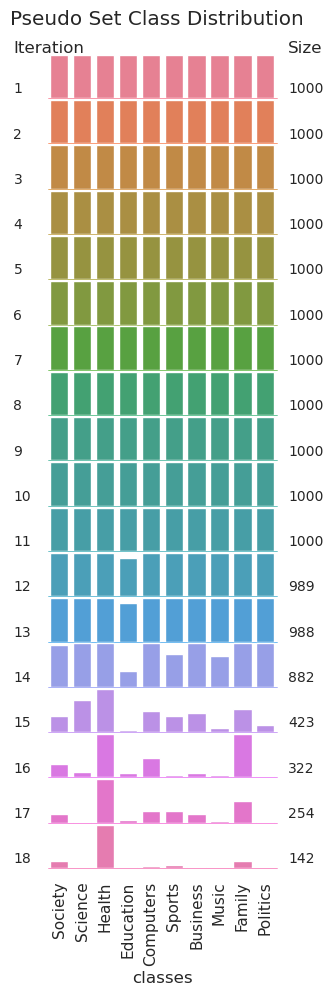 Pseudo Set Class Distribution
Iteration Size
1 1000
2 1000
3 1000
4 1000
5 1000
6 1000
7 1000
8 1000
9 1000
10 1000
11 1000
12 989
13 988
14 882
15 423
16 322
17 254
18 142
Society
Science
Health
Education
Computers
Sports
Business
Music
Family
Politics
classes